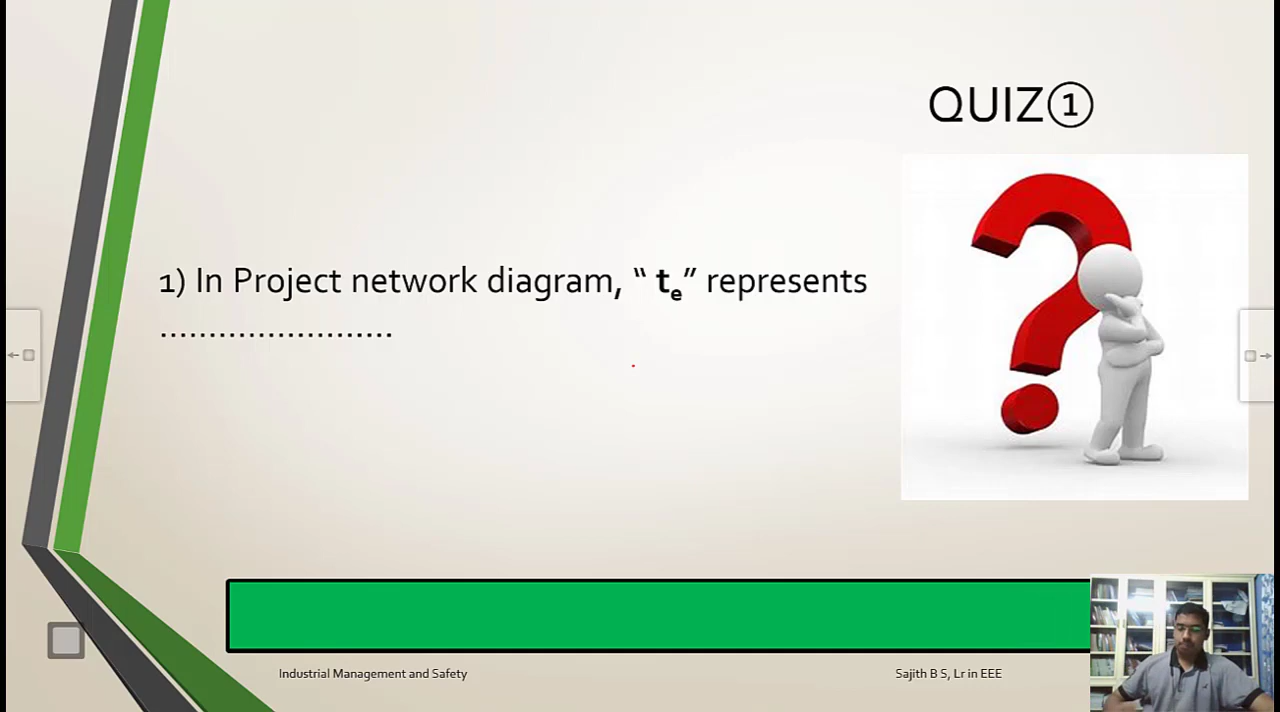 QUIZ①
1) In Project network diagram, “ te” represents
........................
Industrial Management and Safety
Sajith B S, Lr in EEE